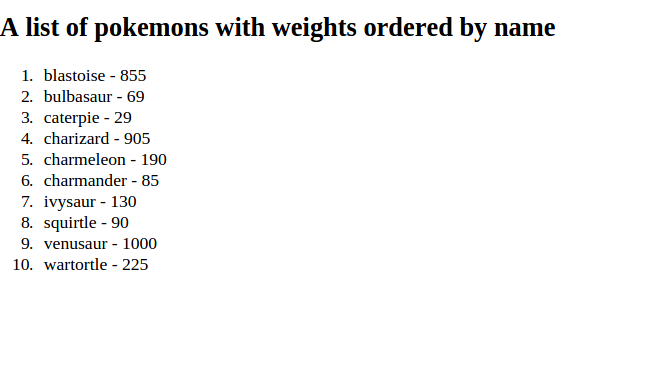 A list of pokemons with weights ordered by name
1. blastoise - 855
2. bulbasaur - 69
3. caterpie - 29
4. charizard - 905
5. charmeleon - 190
6. charmander - 85
7. ivysaur - 130
8. squirtle - 90
9. venusaur - 1000
10. wartortle - 225